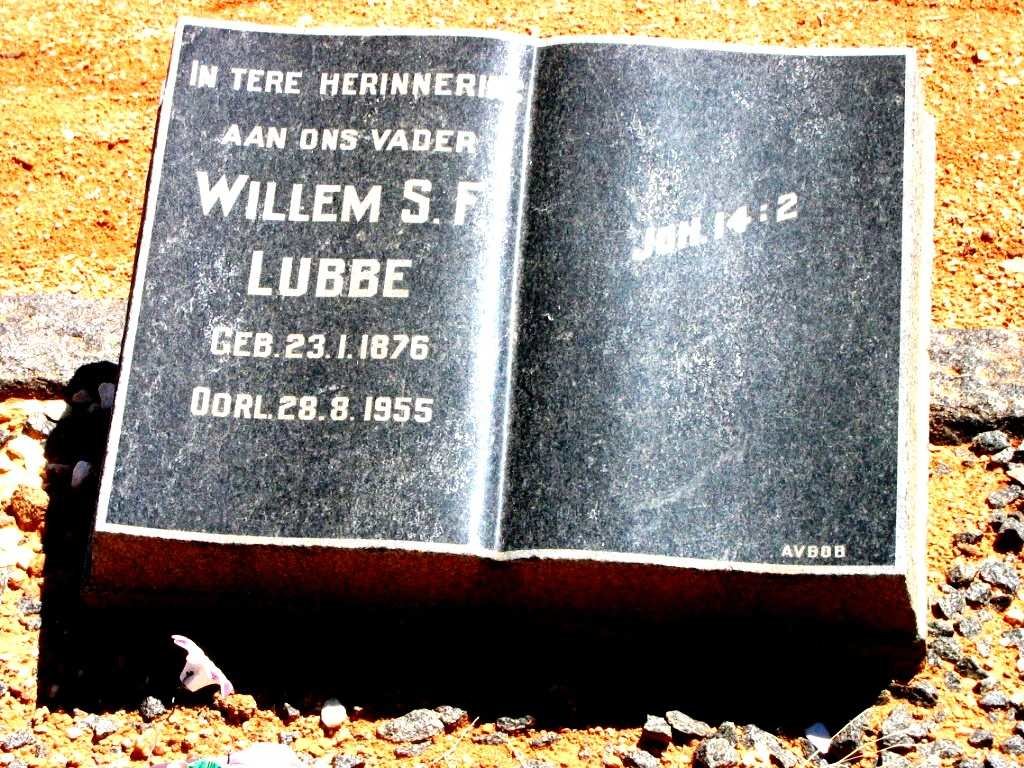 IN TERE HERINNERING
AAN ONS VADER
WILLEM S. F.
LUBBE
GEB. 23.1.1876
OORL. 28.8.1955
JOH. 14:2
AVBOB